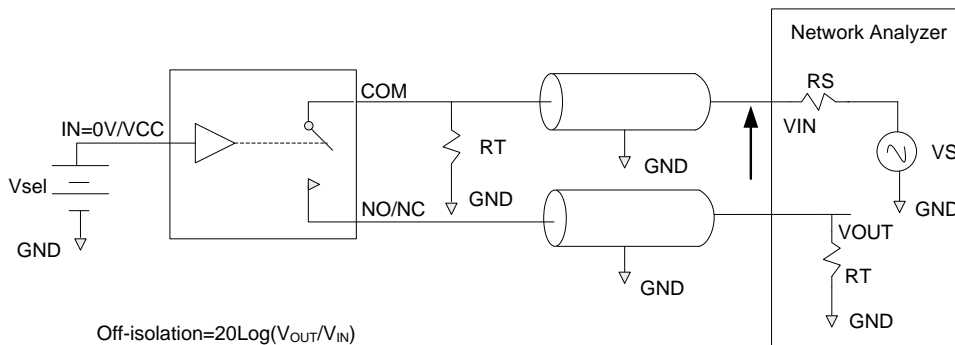 Network Analyzer
COM
RS
IN=0V/VCC
VIN
RT
GND
VS
Vsel
GND
NO/NC
GND
VOUT
GND
GND
RT
GND
Off-isolation=20Log(VOUT/VIN)